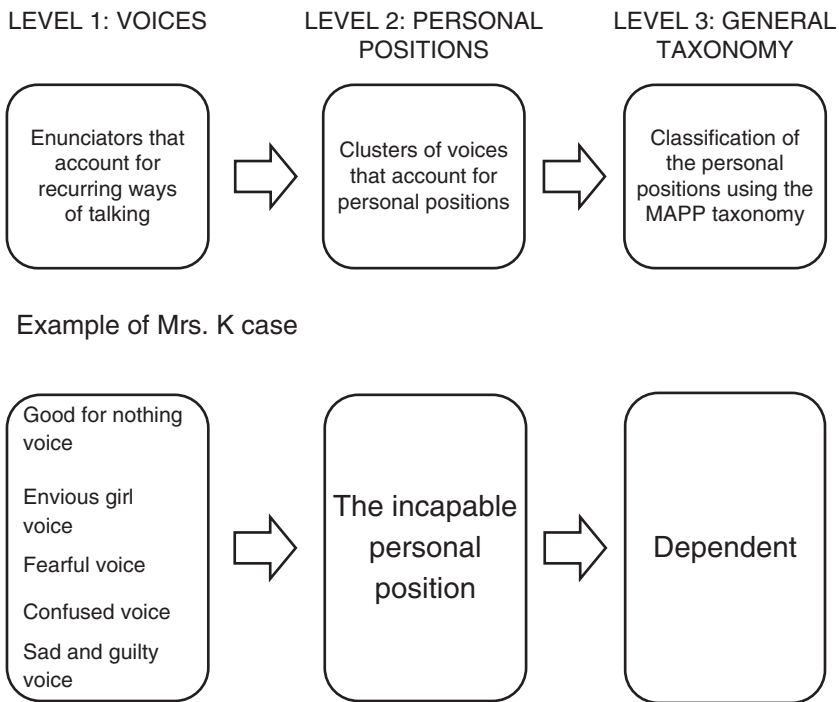 LEVEL 1: VOICES
LEVEL 2: PERSONAL
POSITIONS
LEVEL 3: GENERAL
TAXONOMY
Enunciators that
account for
recurring ways
of talking
Clusters of voices
that account for
personal positions
Classification of
the personal
positions using the
MAPP taxonomy
Example of Mrs. K case
Good for nothing
voice
Envious girl
voice
Fearful voice
Confused voice
Sad and guilty
voice
The incapable
personal
position
Dependent